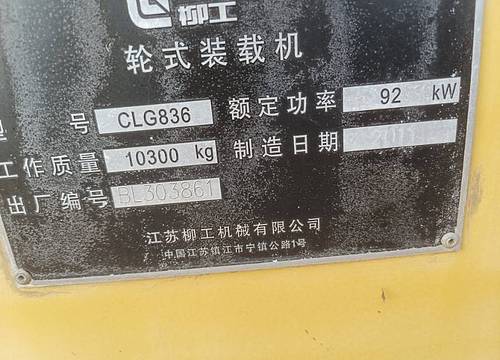 柳工
轮式装载机
型 号 CLG836 额定功率 92 kW
工作质量 10300 kg 制造日期 2011
出厂编号 BL303861
江苏柳工机械有限公司
中国江苏镇江市宁镇公路1号